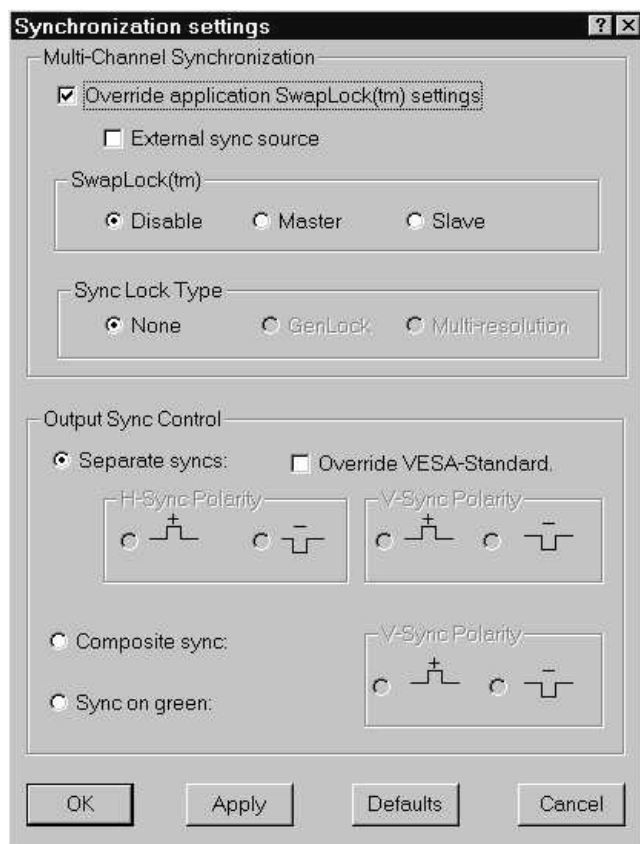 Synchronization settings
Multi-Channel Synchronization
Override application SwapLock(tm) settings
External sync source
SwapLock(tm)
Disable Master Slave
Sync Lock Type
None GenLock Multi-resolution
Output Sync Control
Separate syncs: Override VESA-Standard.
H-Sync Polarity V-Sync Polarity
+ − + −
Composite sync:
V-Sync Polarity
+ −
Sync on green:
OK Apply Defaults Cancel